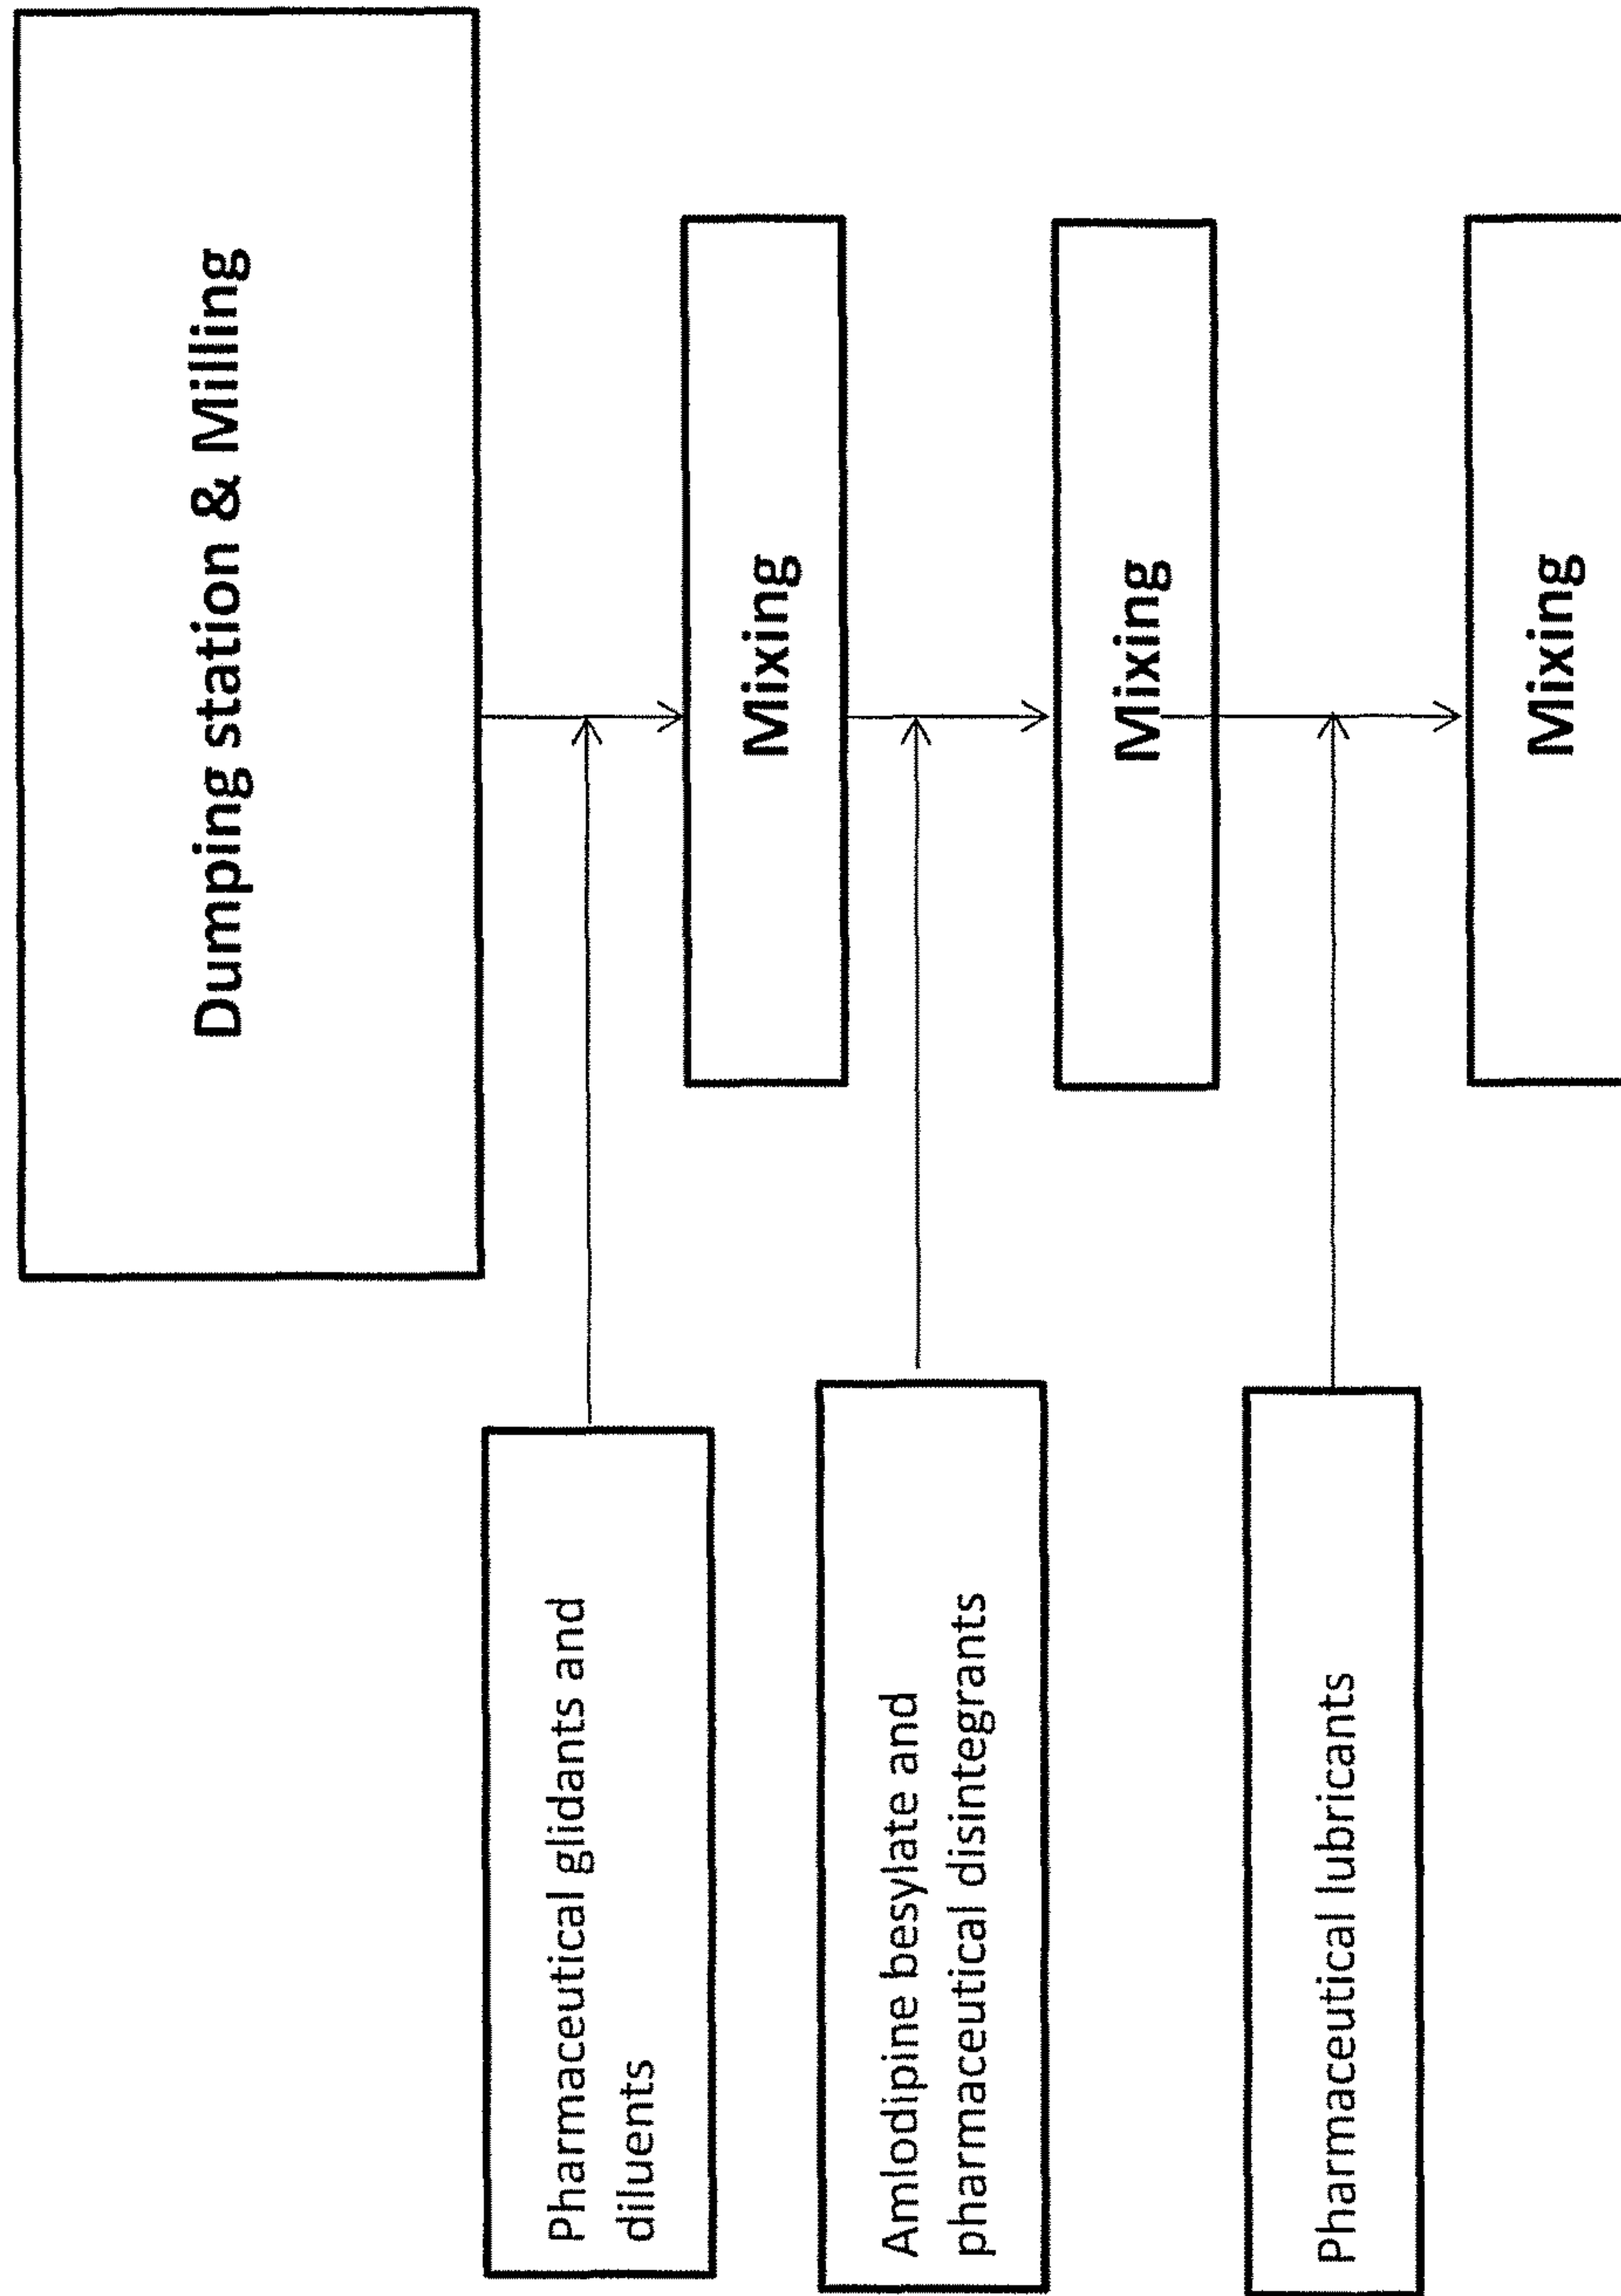 Dumping station & Milling
Pharmaceutical glidants and
diluents
Mixing
Amlodipine besylate and
pharmaceutical disintegrants
Mixing
Pharmaceutical lubricants
Mixing